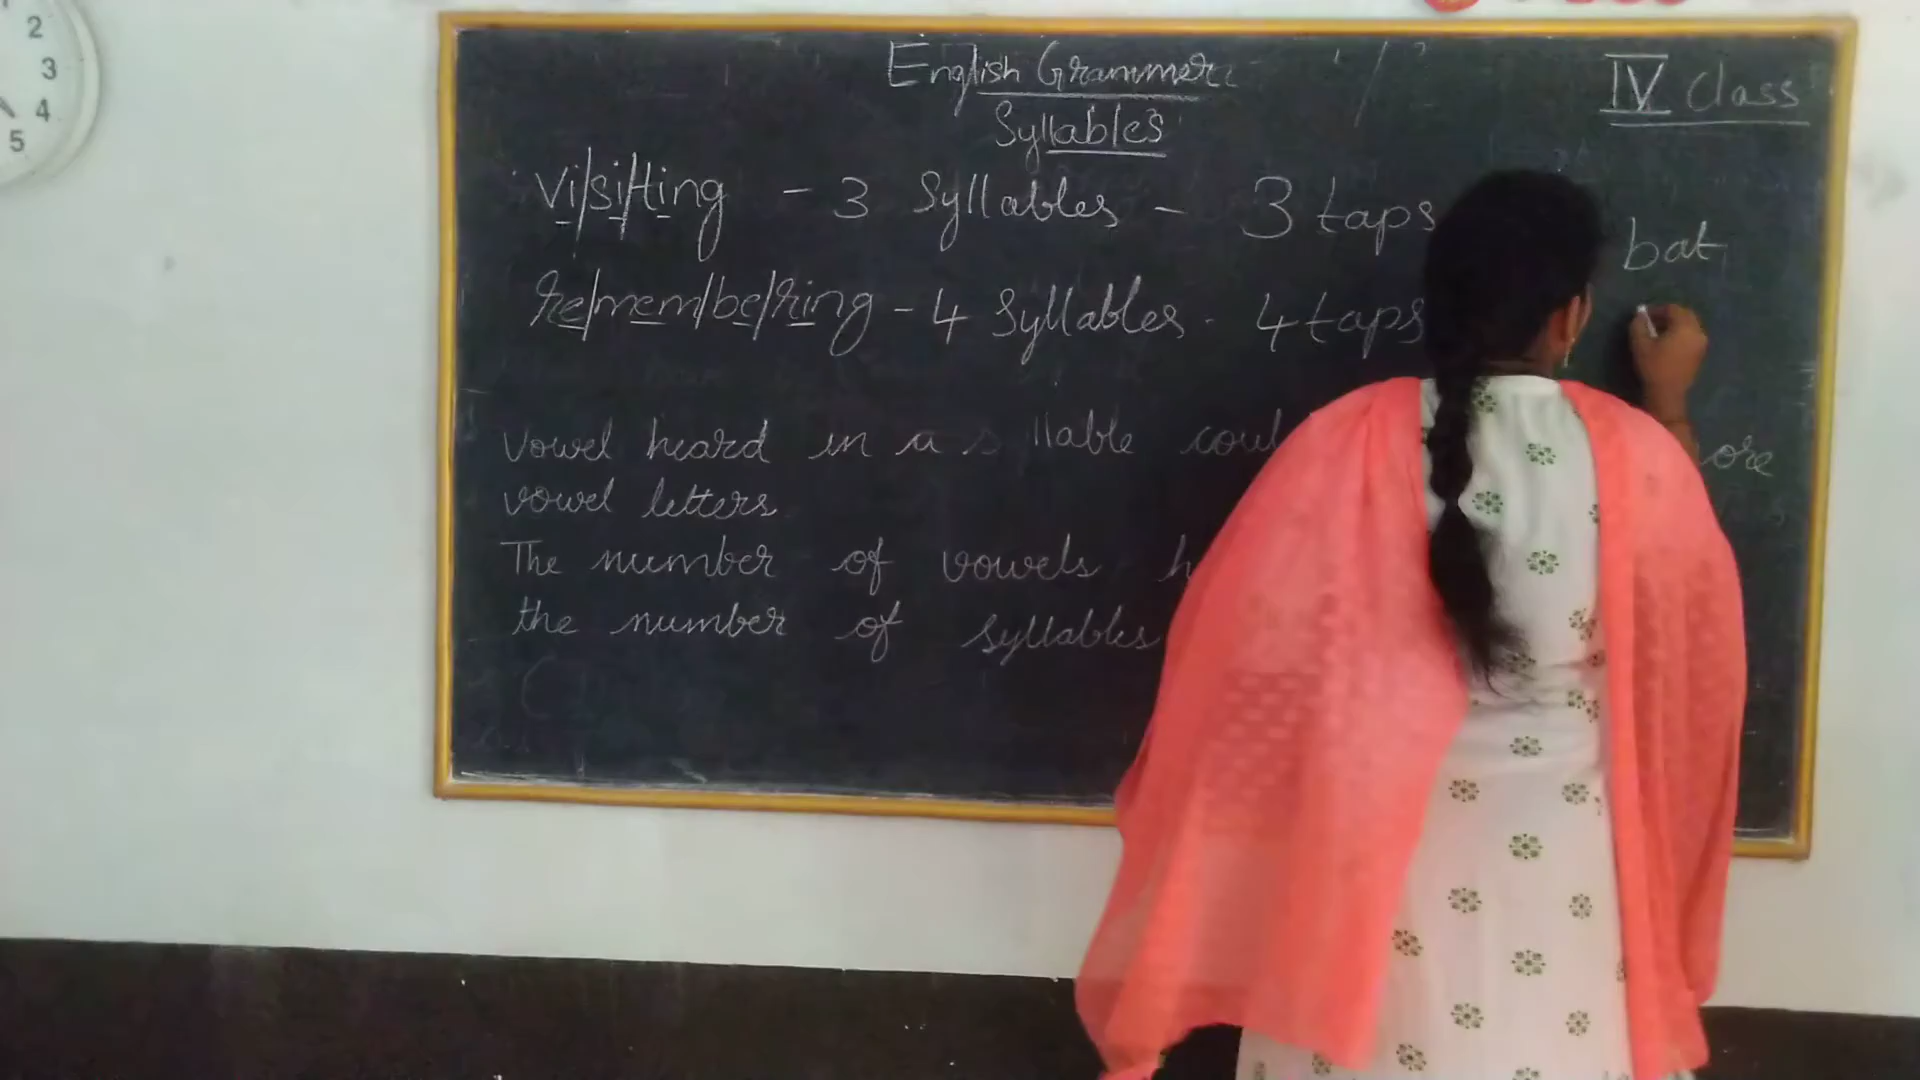 2
3
4
5
English Grammer
Syllables
IV Class
vi/si/ting - 3 Syllables - 3 taps
bat
re/mem/be/ring - 4 Syllables - 4 taps
vowel heard in a s llable coul ore
vowel letters
The number of vowels h
the number of syllables